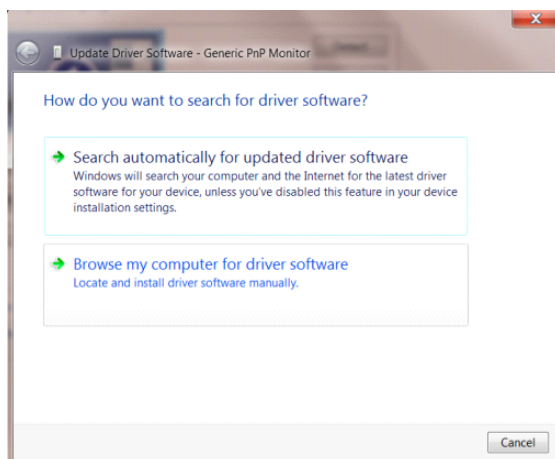 Update Driver Software - Generic PnP Monitor
How do you want to search for driver software?
Search automatically for updated driver software
Windows will search your computer and the Internet for the latest driver
software for your device, unless you've disabled this feature in your device
installation settings.
Browse my computer for driver software
Locate and install driver software manually.
Cancel